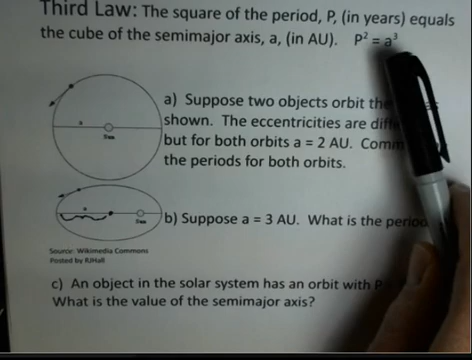 Third Law: The square of the period, P, (in years) equals
the cube of the semimajor axis, a, (in AU). P² = a³
a) Suppose two objects orbit the
shown. The eccentricities are
but for both orbits a = 2 AU.
the periods for both orbits.
a
Sun
a
Sun
b) Suppose a = 3 AU. What is the
Source: Wikimedia Commons
Posted by RJHall
c) An object in the solar system has an orbit with
What is the value of the semimajor axis?